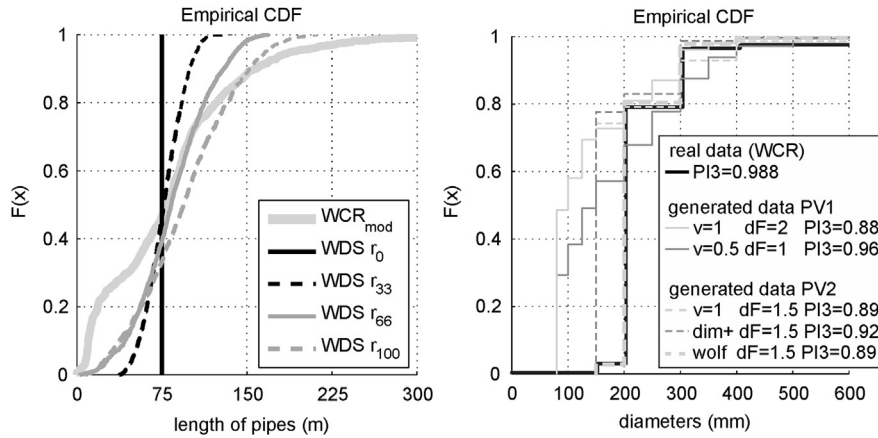 Empirical CDF
1
0.8
0.6
0.4
0.2
0
F(x)
0
75
150
225
300
length of pipes (m)
WCR mod
WDS r0
WDS r33
WDS r66
WDS r100
Empirical CDF
1
0.8
0.6
0.4
0.2
0
F(x)
0
100
200
300
400
500
600
diameters (mm)
real data (WCR)
PI3=0.988
generated data PV1
v=1 dF=2 PI3=0.88
v=0.5 dF=1 PI3=0.96
generated data PV2
v=1 dF=1.5 PI3=0.89
dim+ dF=1.5 PI3=0.92
wolf dF=1.5 PI3=0.89